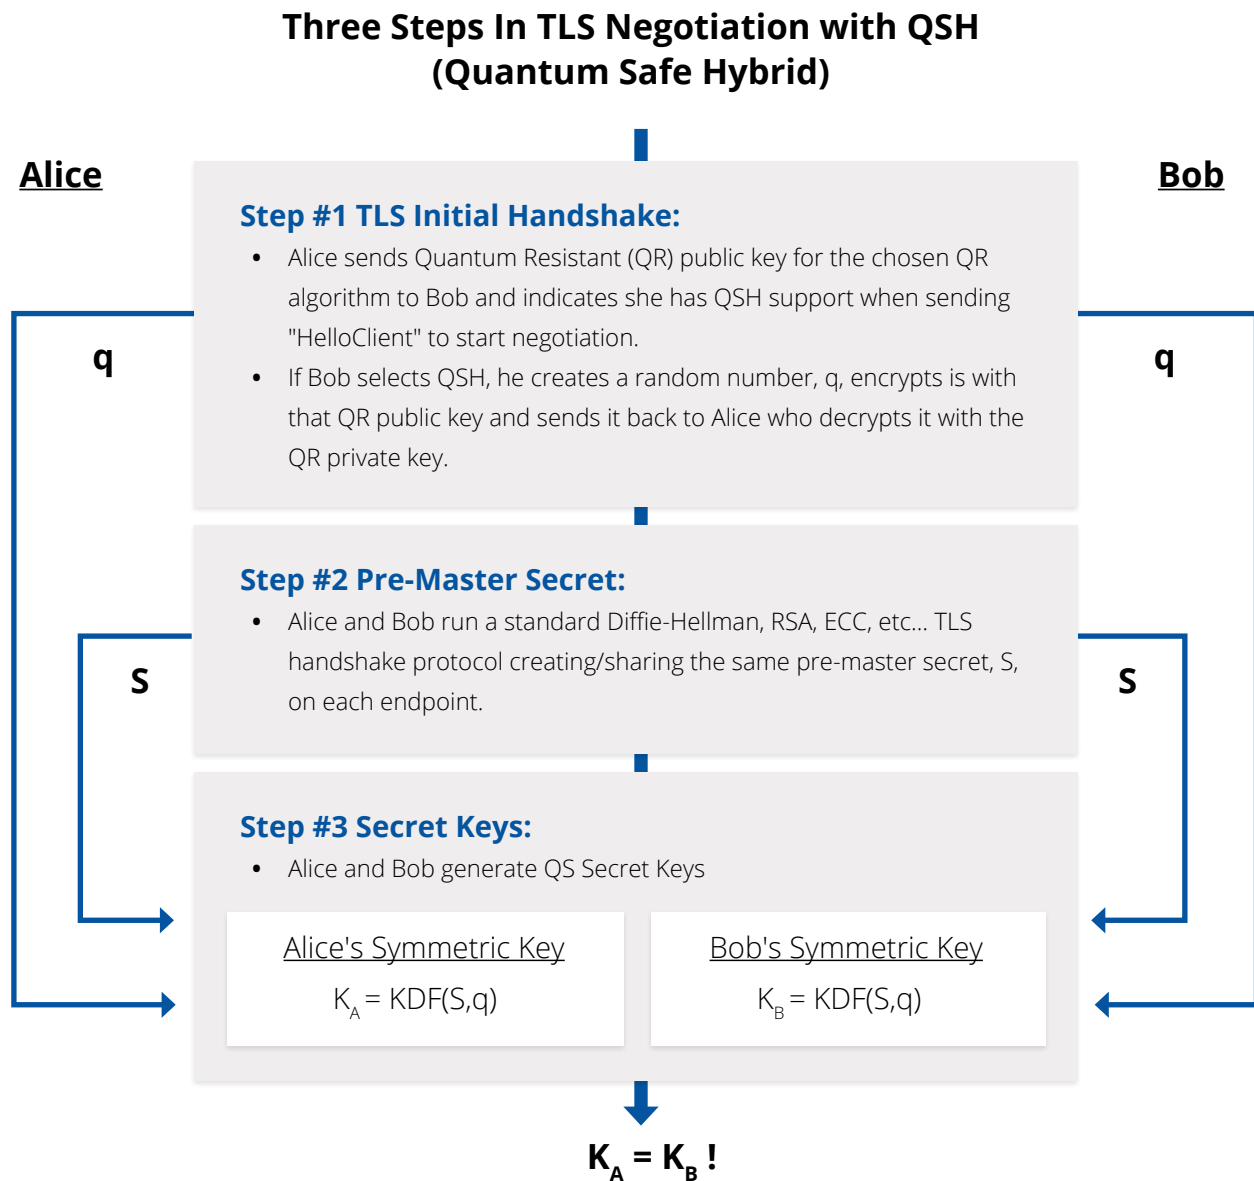 Three Steps In TLS Negotiation with QSH
(Quantum Safe Hybrid)
Alice
Bob
Step #1 TLS Initial Handshake:
• Alice sends Quantum Resistant (QR) public key for the chosen QR
algorithm to Bob and indicates she has QSH support when sending
"HelloClient" to start negotiation.
• If Bob selects QSH, he creates a random number, q, encrypts is with
that QR public key and sends it back to Alice who decrypts it with the
QR private key.
q
q
Step #2 Pre-Master Secret:
• Alice and Bob run a standard Diffie-Hellman, RSA, ECC, etc... TLS
handshake protocol creating/sharing the same pre-master secret, S,
on each endpoint.
S
S
Step #3 Secret Keys:
• Alice and Bob generate QS Secret Keys
Alice's Symmetric Key
K_A = KDF(S,q)
Bob's Symmetric Key
K_B = KDF(S,q)
K_A = K_B !